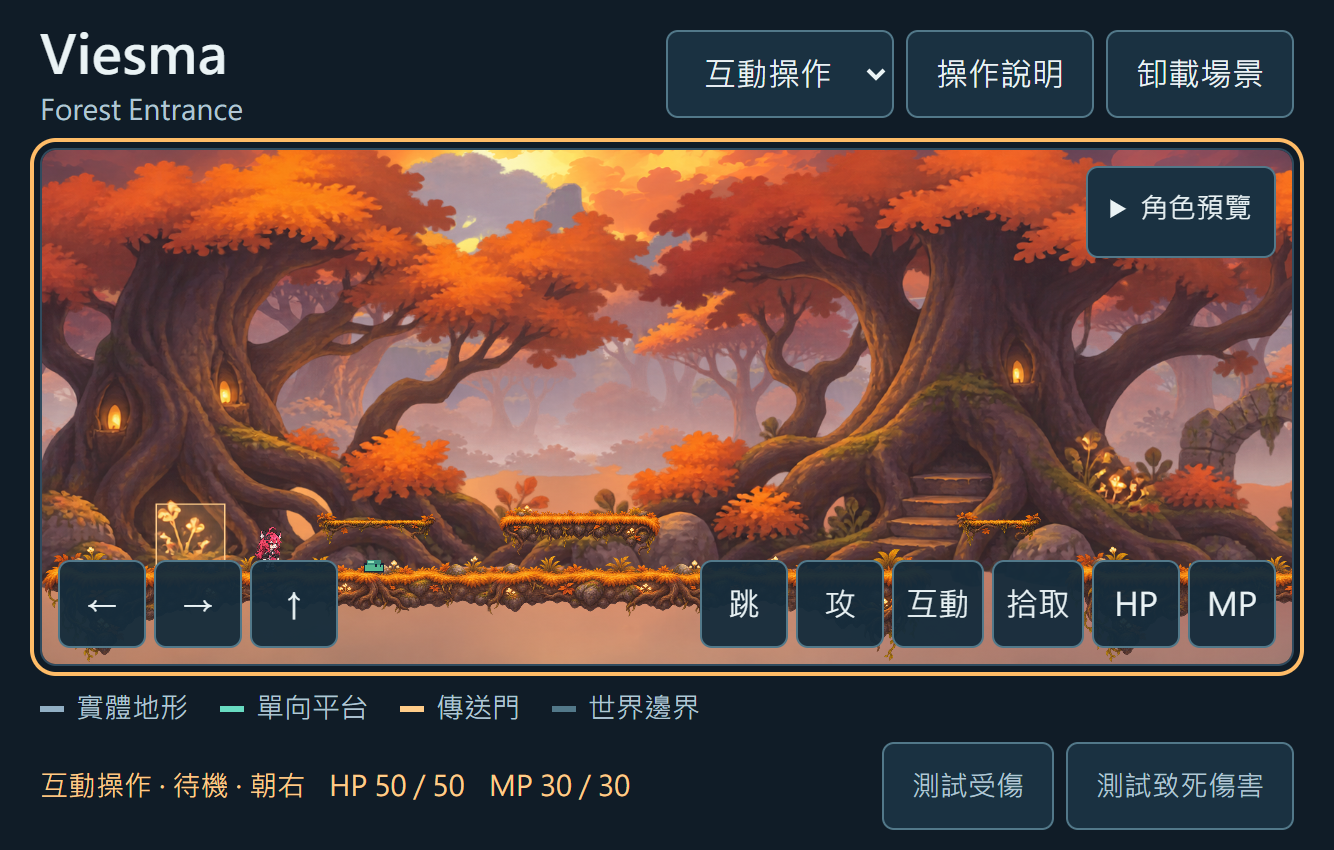 Viesma
Forest Entrance
互動操作
操作說明
卸載場景
▶ 角色預覽
← → ↑
跳 攻 互動 拾取 HP MP
實體地形 單向平台 傳送門 世界邊界
互動操作 · 待機 · 朝右 HP 50 / 50 MP 30 / 30
測試受傷
測試致死傷害